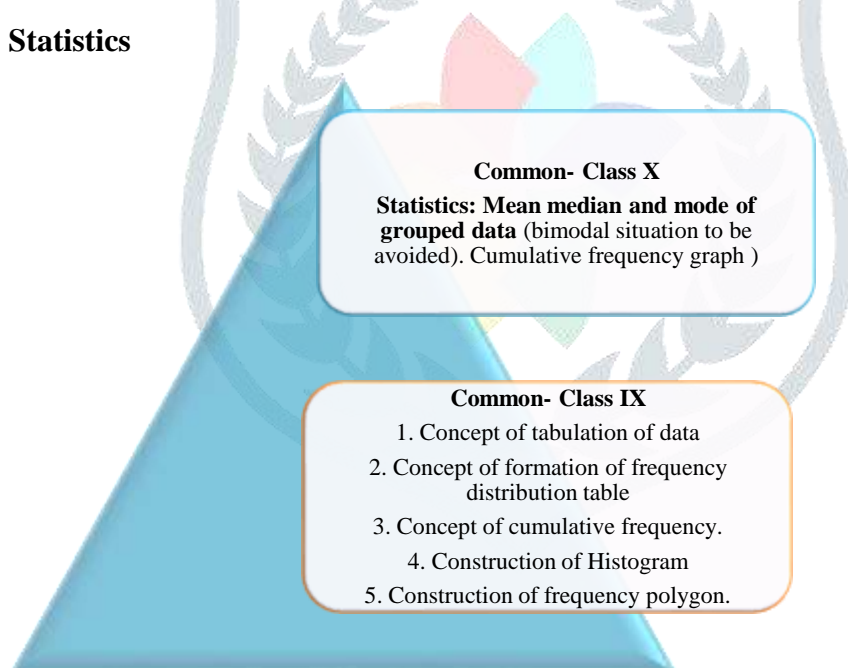 Statistics
Common- Class X
Statistics: Mean median and mode of
grouped data (bimodal situation to be
avoided). Cumulative frequency graph )
Common- Class IX
1. Concept of tabulation of data
2. Concept of formation of frequency
distribution table
3. Concept of cumulative frequency.
4. Construction of Histogram
5. Construction of frequency polygon.